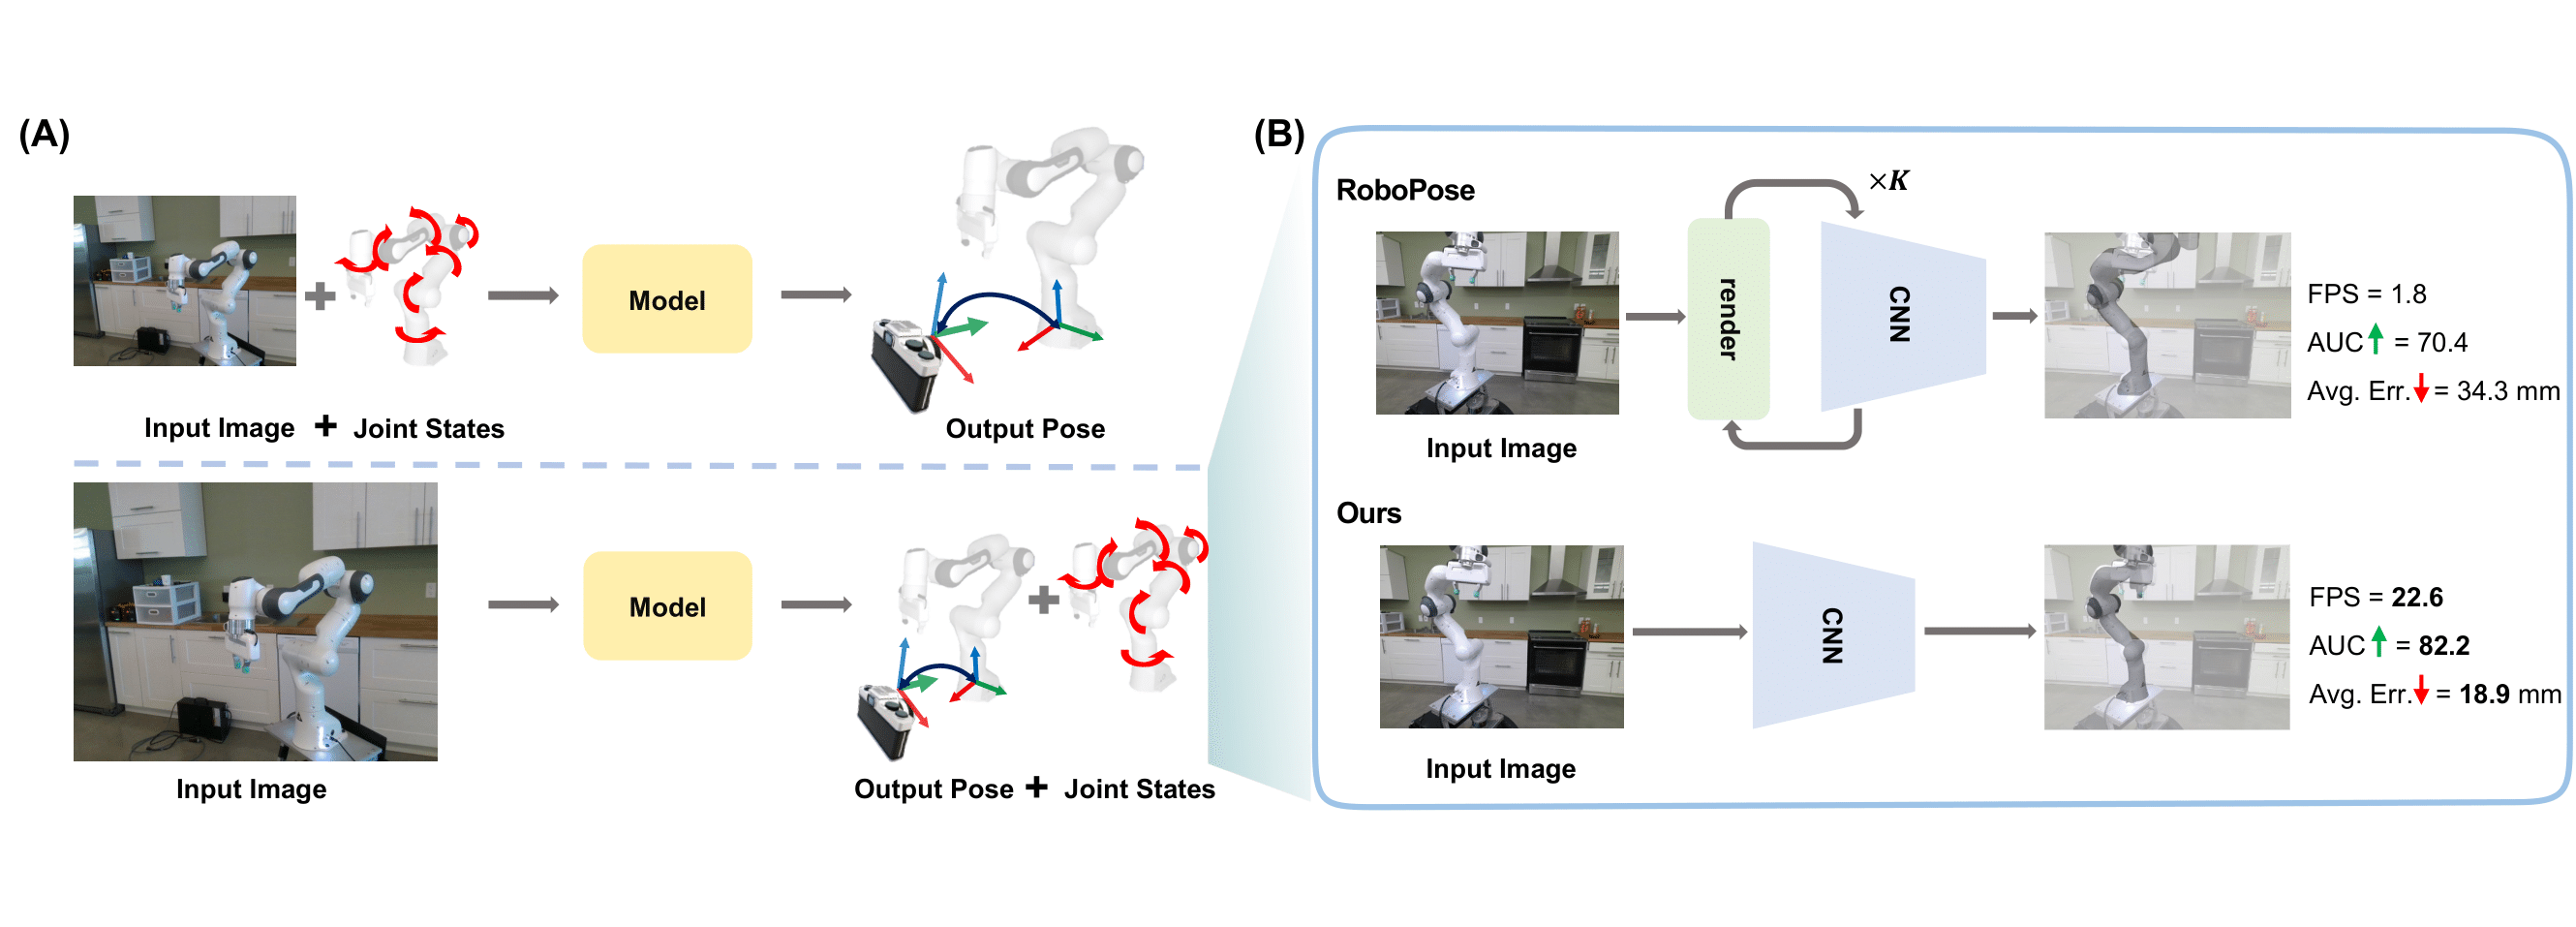 (A)
Input Image + Joint States
Model
Output Pose
Input Image
Model
Output Pose + Joint States
(B)
RoboPose
×K
Input Image
render
CNN
FPS = 1.8
AUC↑ = 70.4
Avg. Err.↓= 34.3 mm
Ours
Input Image
CNN
FPS = 22.6
AUC↑ = 82.2
Avg. Err.↓= 18.9 mm